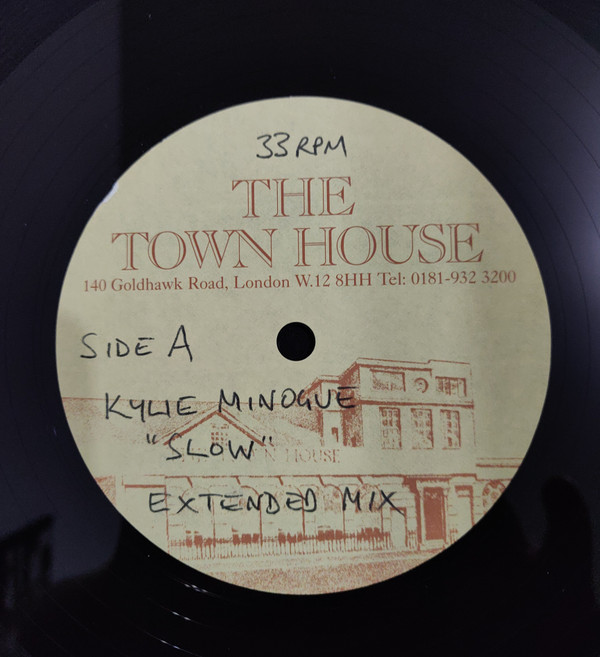 33 RPM
THE
TOWN HOUSE
140 Goldhawk Road, London W.12 8HH Tel: 0181-932 3200
SIDE A
KYLIE MINOGUE
"SLOW"
HOUSE
EXTENDED MIX